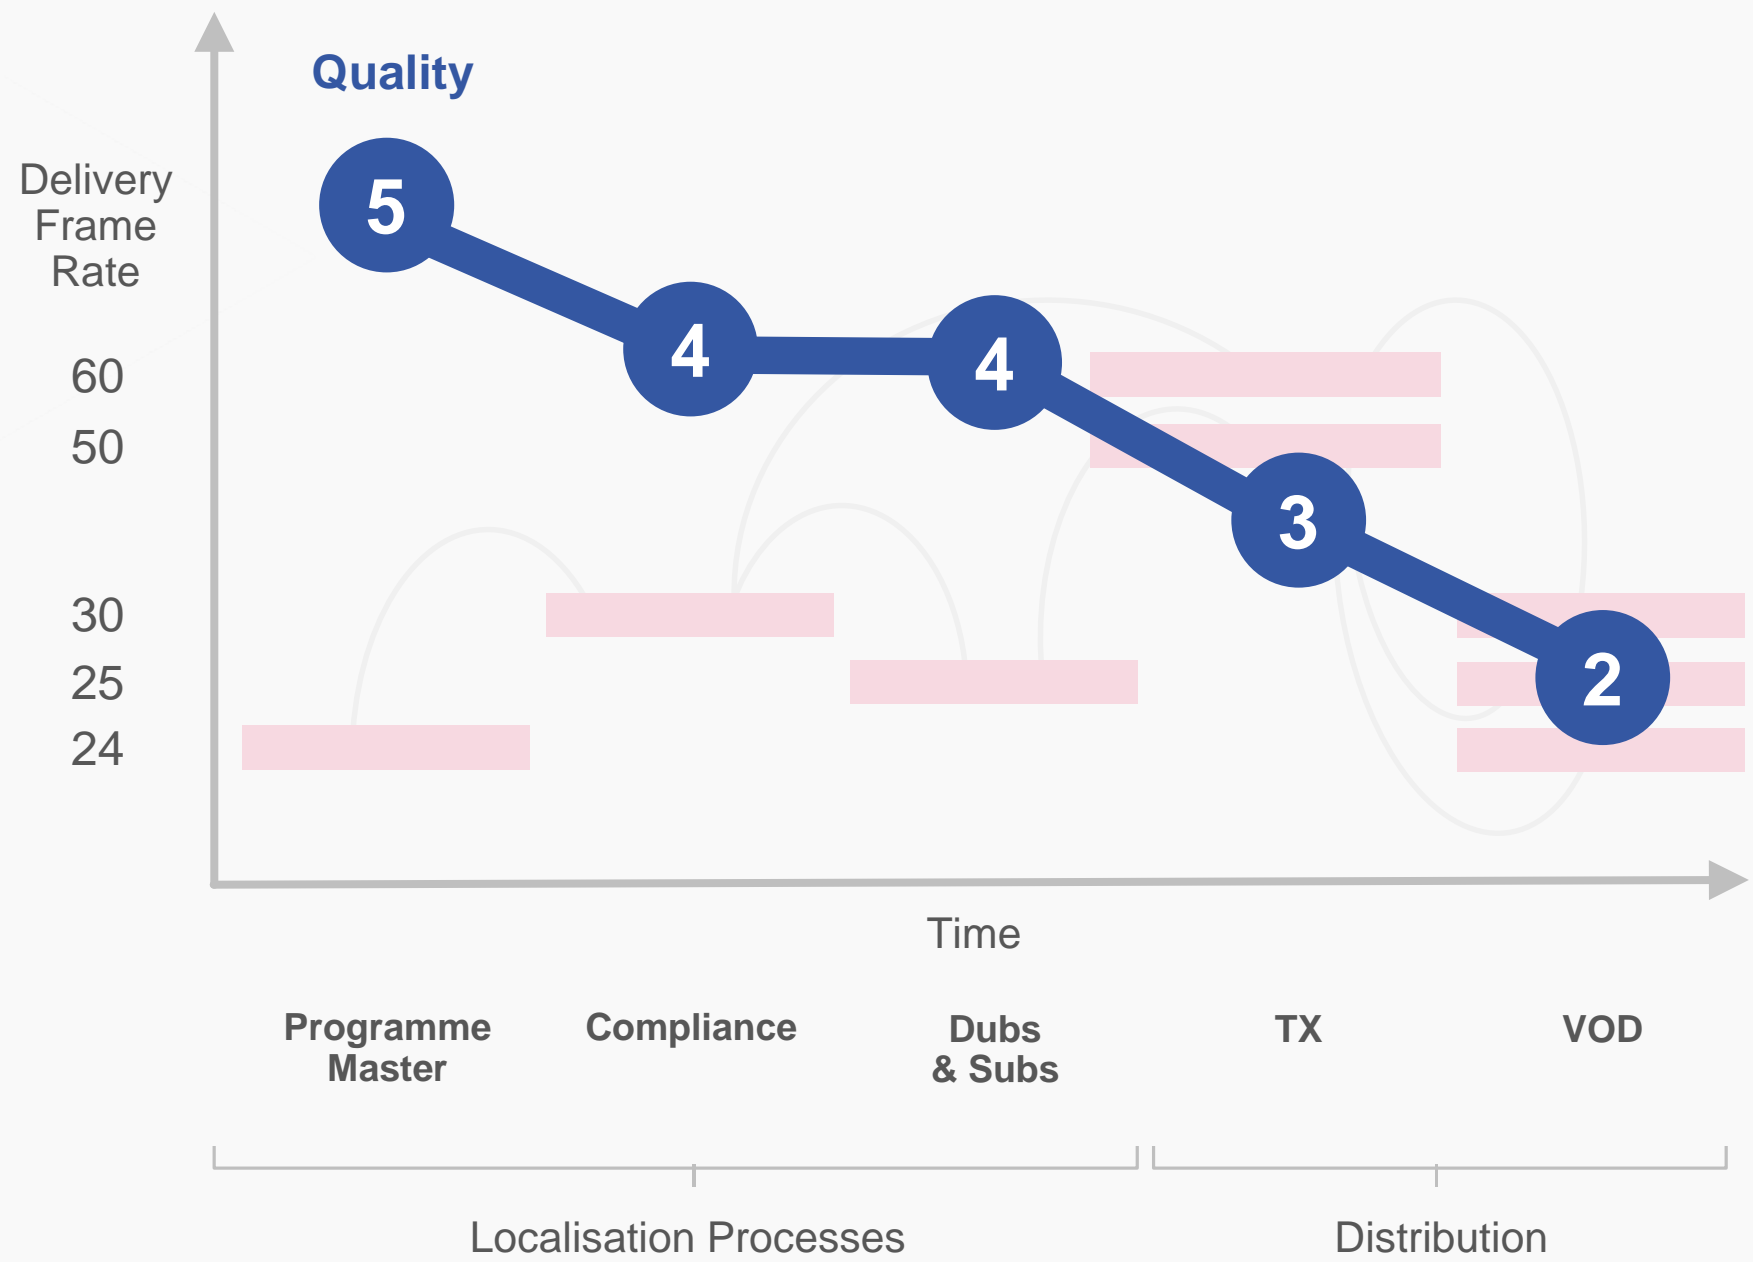 Quality
Delivery
Frame
Rate
5
4
4
3
2
60
50
30
25
24
Time
Programme
Master
Compliance
Dubs
& Subs
TX
VOD
Localisation Processes
Distribution